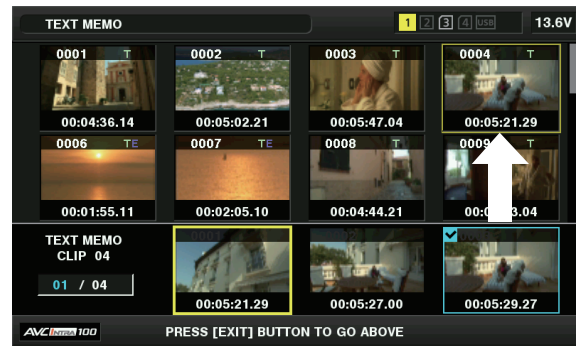 TEXT MEMO
1 2 3 4 USB 13.6V
0001 T 0002 T 0003 T 0004 T
00:04:36.14 00:05:02.21 00:05:47.04 00:05:21.29
0006 TE 0007 TE 0008 T 0009 T
00:01:55.11 00:02:05.10 00:04:44.21 3.04
TEXT MEMO
CLIP 04
01 / 04
00:05:21.29 00:05:27.00 00:05:29.27
AVC INTRA 100 PRESS [EXIT] BUTTON TO GO ABOVE